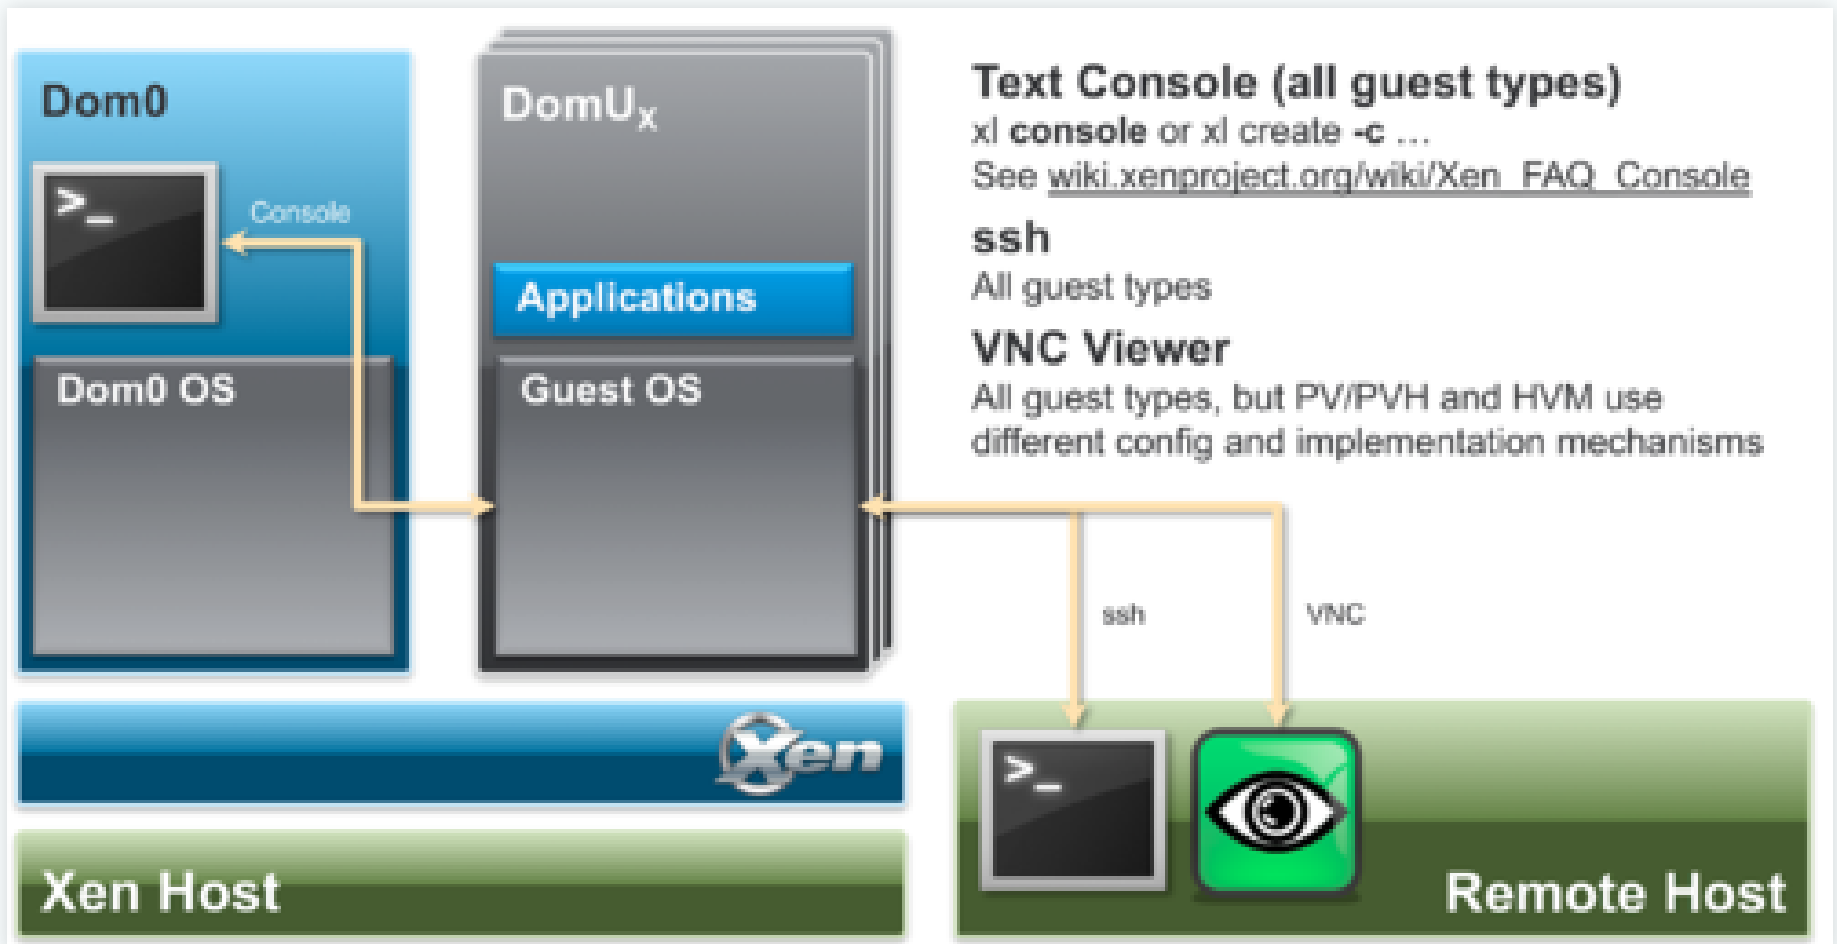 Dom0
Console
Dom0 OS
DomUx
Applications
Guest OS
Text Console (all guest types)
xl console or xl create -c ...
See wiki.xenproject.org/wiki/Xen_FAQ_Console
ssh
All guest types
VNC Viewer
All guest types, but PV/PVH and HVM use
different config and implementation mechanisms
ssh
VNC
Xen
Xen Host
>_
>_
Remote Host